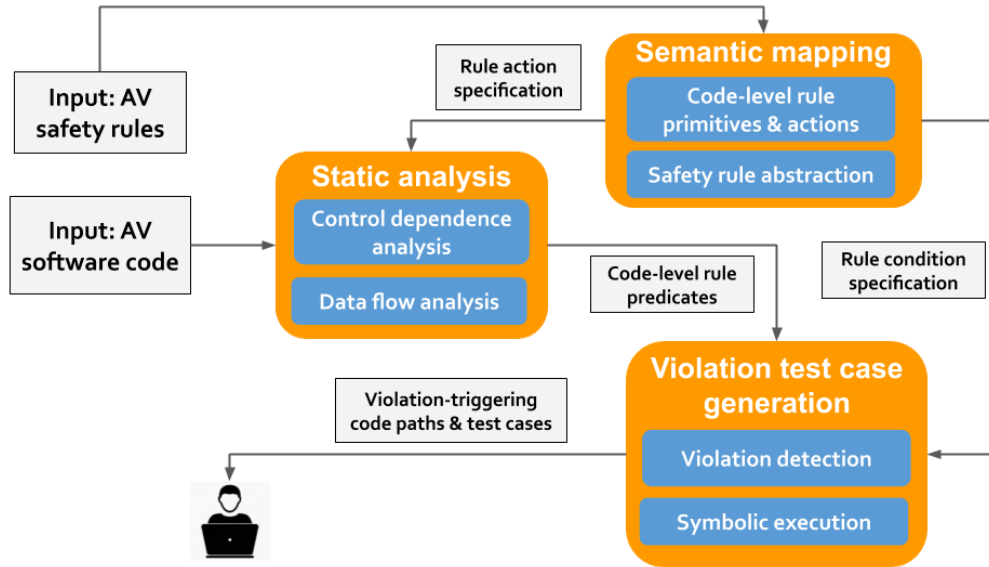 Input: AV
safety rules
Rule action
specification
Semantic mapping
Code-level rule
primitives & actions
Safety rule abstraction
Static analysis
Control dependence
analysis
Data flow analysis
Input: AV
software code
Code-level rule
predicates
Rule condition
specification
Violation test case
generation
Violation detection
Symbolic execution
Violation-triggering
code paths & test cases